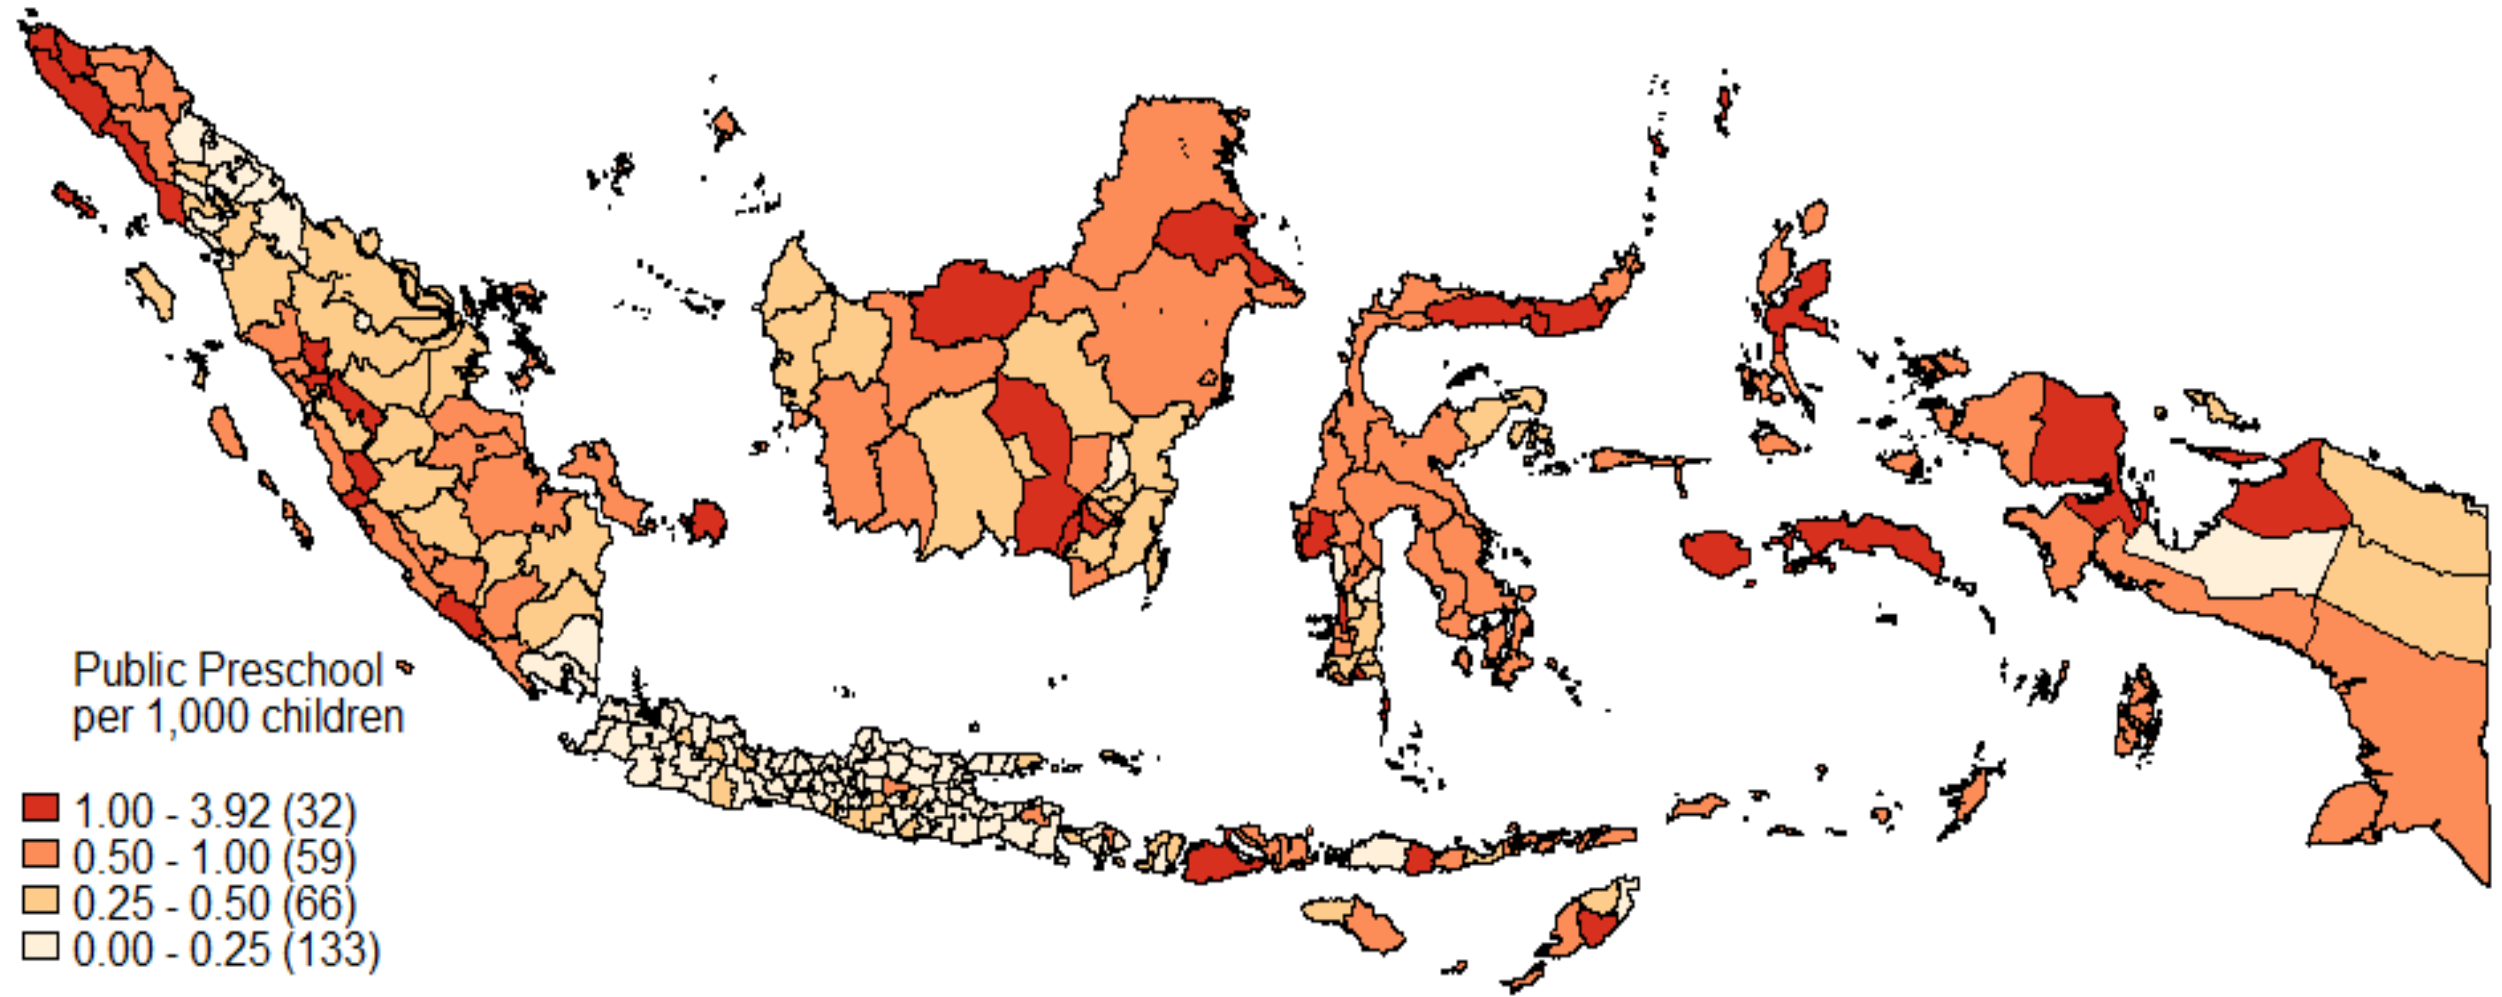 Public Preschool
per 1,000 children
1.00 - 3.92 (32)
0.50 - 1.00 (59)
0.25 - 0.50 (66)
0.00 - 0.25 (133)